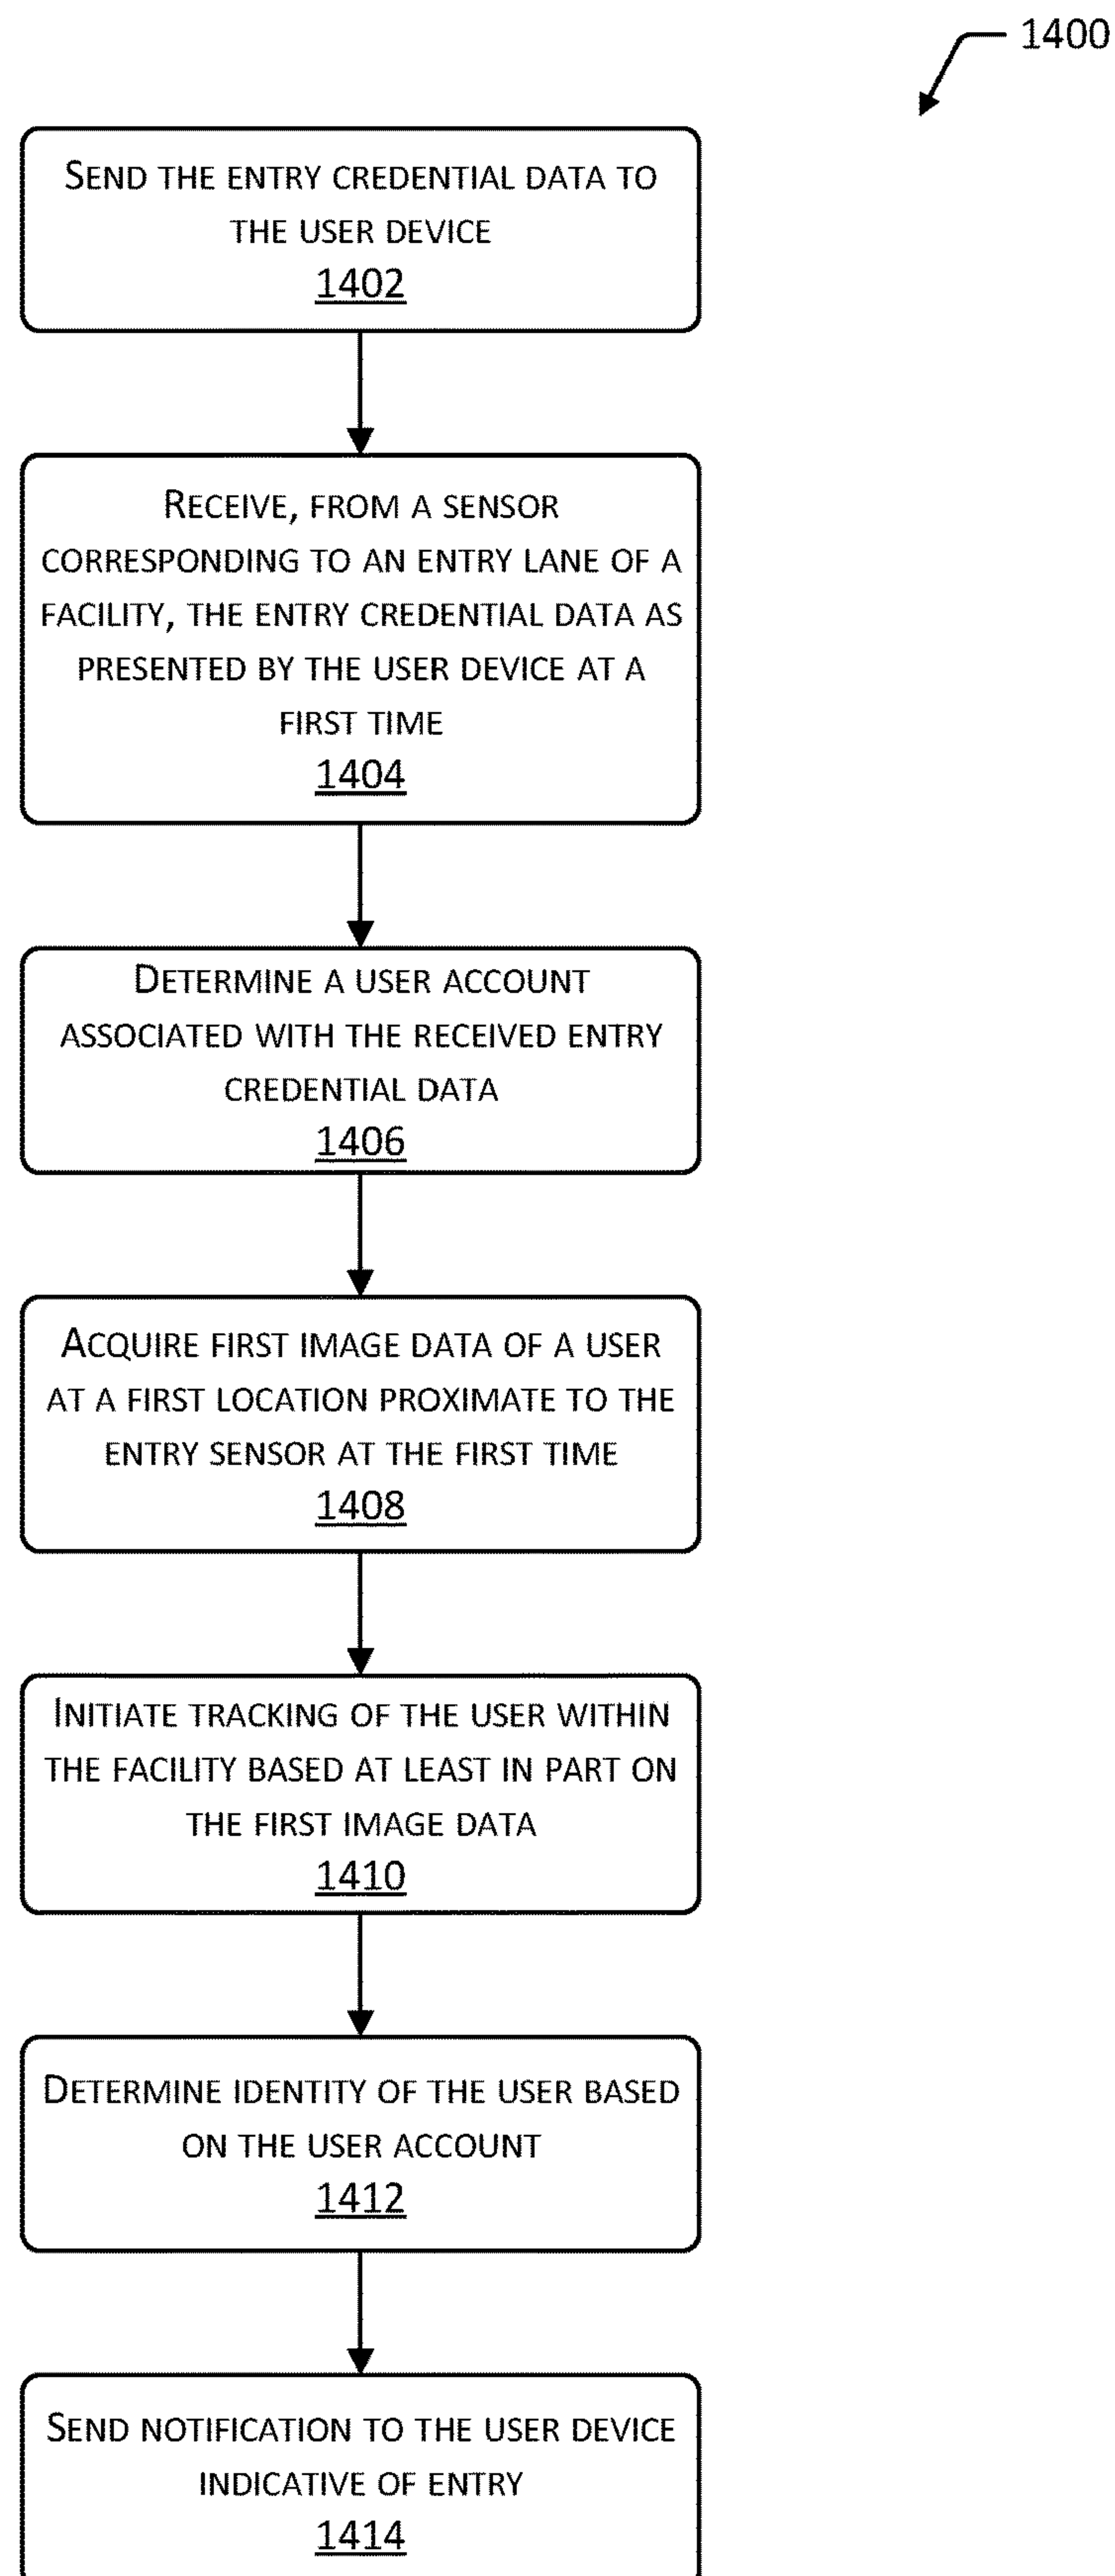 1400
SEND THE ENTRY CREDENTIAL DATA TO
THE USER DEVICE
1402
RECEIVE, FROM A SENSOR
CORRESPONDING TO AN ENTRY LANE OF A
FACILITY, THE ENTRY CREDENTIAL DATA AS
PRESENTED BY THE USER DEVICE AT A
FIRST TIME
1404
DETERMINE A USER ACCOUNT
ASSOCIATED WITH THE RECEIVED ENTRY
CREDENTIAL DATA
1406
ACQUIRE FIRST IMAGE DATA OF A USER
AT A FIRST LOCATION PROXIMATE TO THE
ENTRY SENSOR AT THE FIRST TIME
1408
INITIATE TRACKING OF THE USER WITHIN
THE FACILITY BASED AT LEAST IN PART ON
THE FIRST IMAGE DATA
1410
DETERMINE IDENTITY OF THE USER BASED
ON THE USER ACCOUNT
1412
SEND NOTIFICATION TO THE USER DEVICE
INDICATIVE OF ENTRY
1414